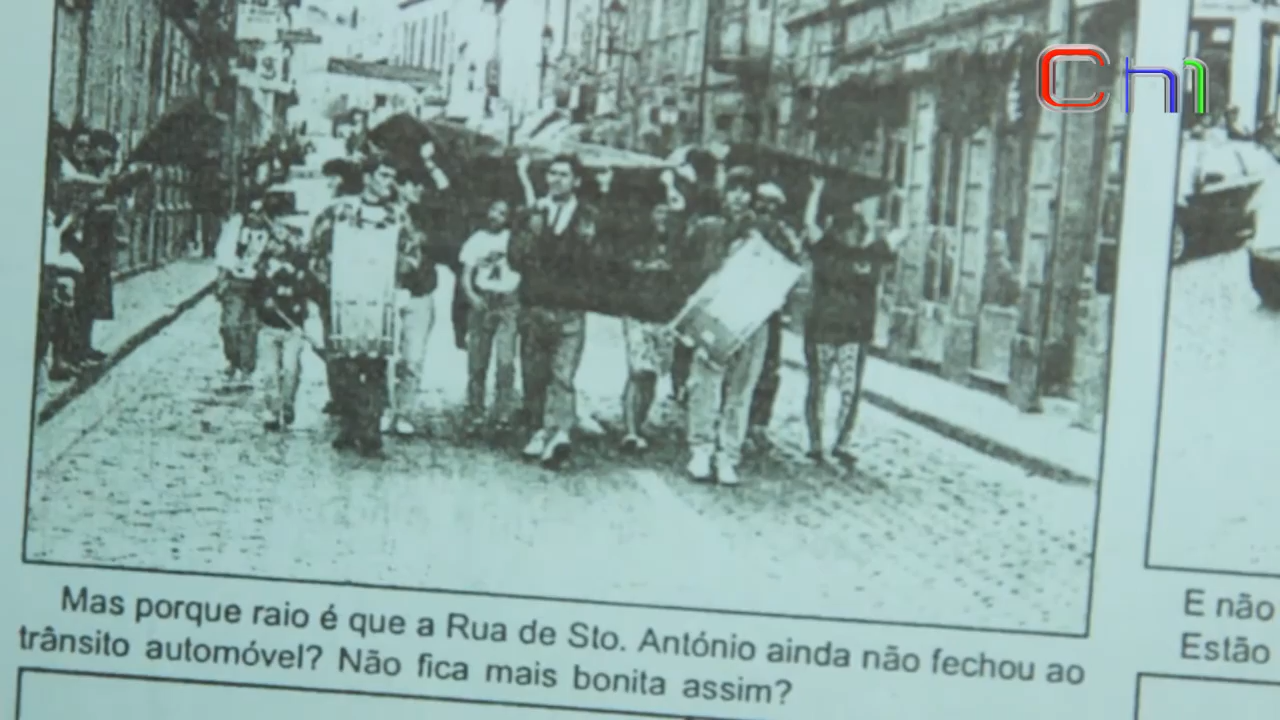 Ch1
Mas porque raio é que a Rua de Sto. António ainda não fechou ao
trânsito automóvel? Não fica mais bonita assim?
E não
Estão